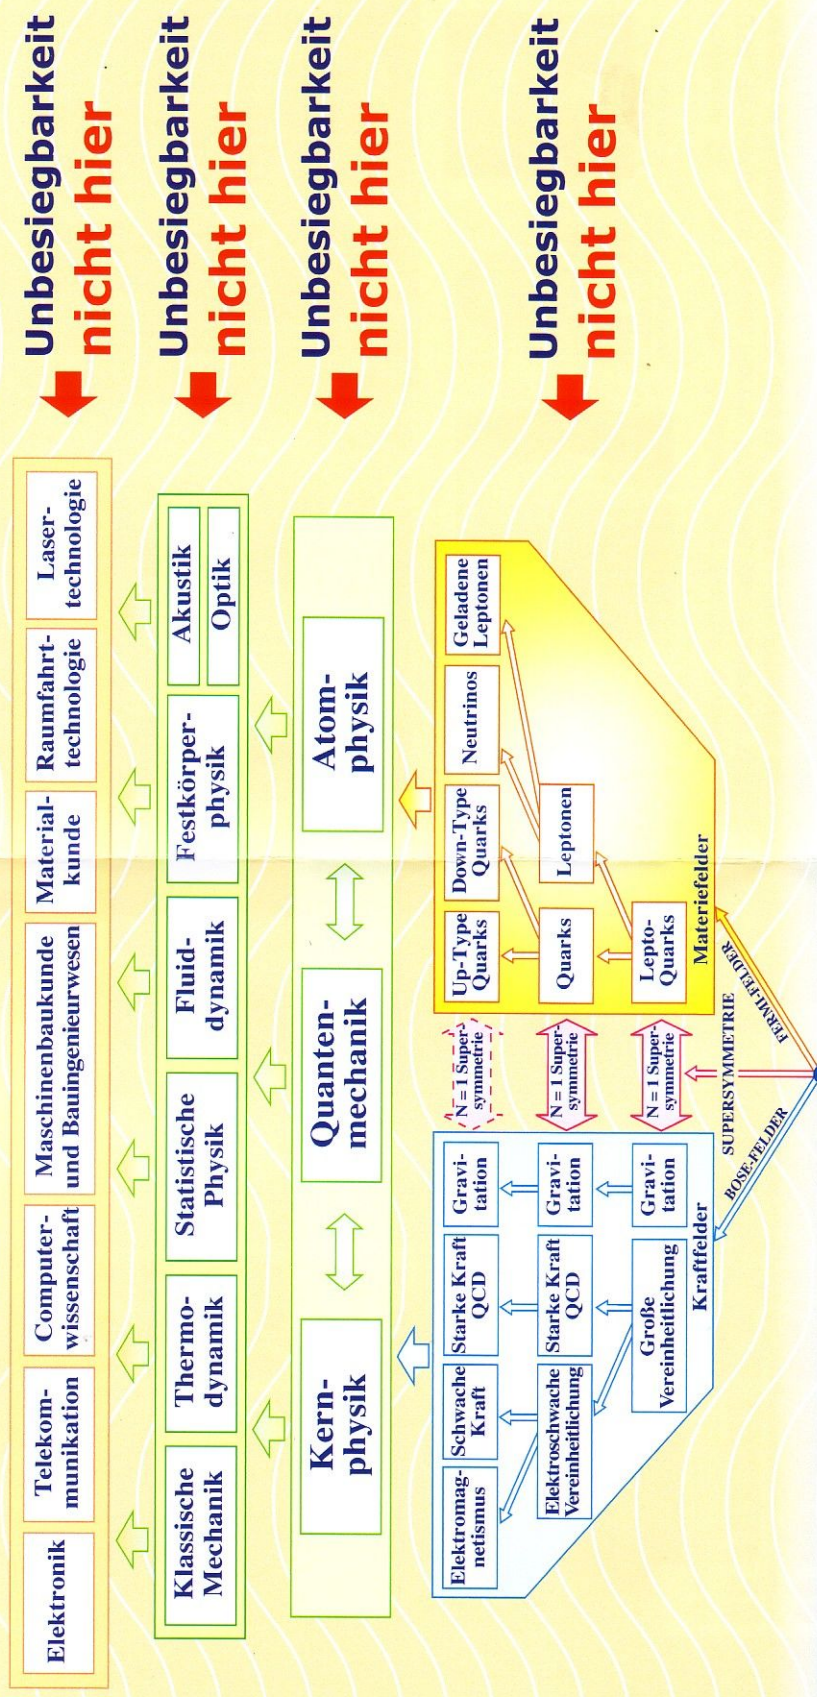 Elektronik
Telekom-
munikation
Computer-
wissenschaft
Maschinenbaukunde
und Bauingenieurwesen
Material-
kunde
Raumfahrt-
technologie
Laser-
technologie
Unbesiegbarkeit
nicht hier
Klassische
Mechanik
Thermo-
dynamik
Statistische
Physik
Fluid-
dynamik
Festkörper-
physik
Akustik
Optik
Unbesiegbarkeit
nicht hier
Kern-
physik
Quanten-
mechanik
Atom-
physik
Unbesiegbarkeit
nicht hier
Elektromag-
netismus
Schwache
Kraft
Starke Kraft
QCD
Gravi-
tation
N = 1 Super-
symmetrie
Up-Type
Quarks
Down-Type
Quarks
Neutrinos
Geladene
Leptonen
Elektroschwache
Vereinheitlichung
Starke Kraft
QCD
Gravi-
tation
N = 1 Super-
symmetrie
Quarks
Leptonen
Unbesiegbarkeit
nicht hier
Große
Vereinheitlichung
Gravi-
tation
N = 1 Super-
symmetrie
Lepto-
Quarks
Kraftfelder
Materiefelder
SUPERSYMMETRIE
BOSE-FELDER
FERMI-FELDER